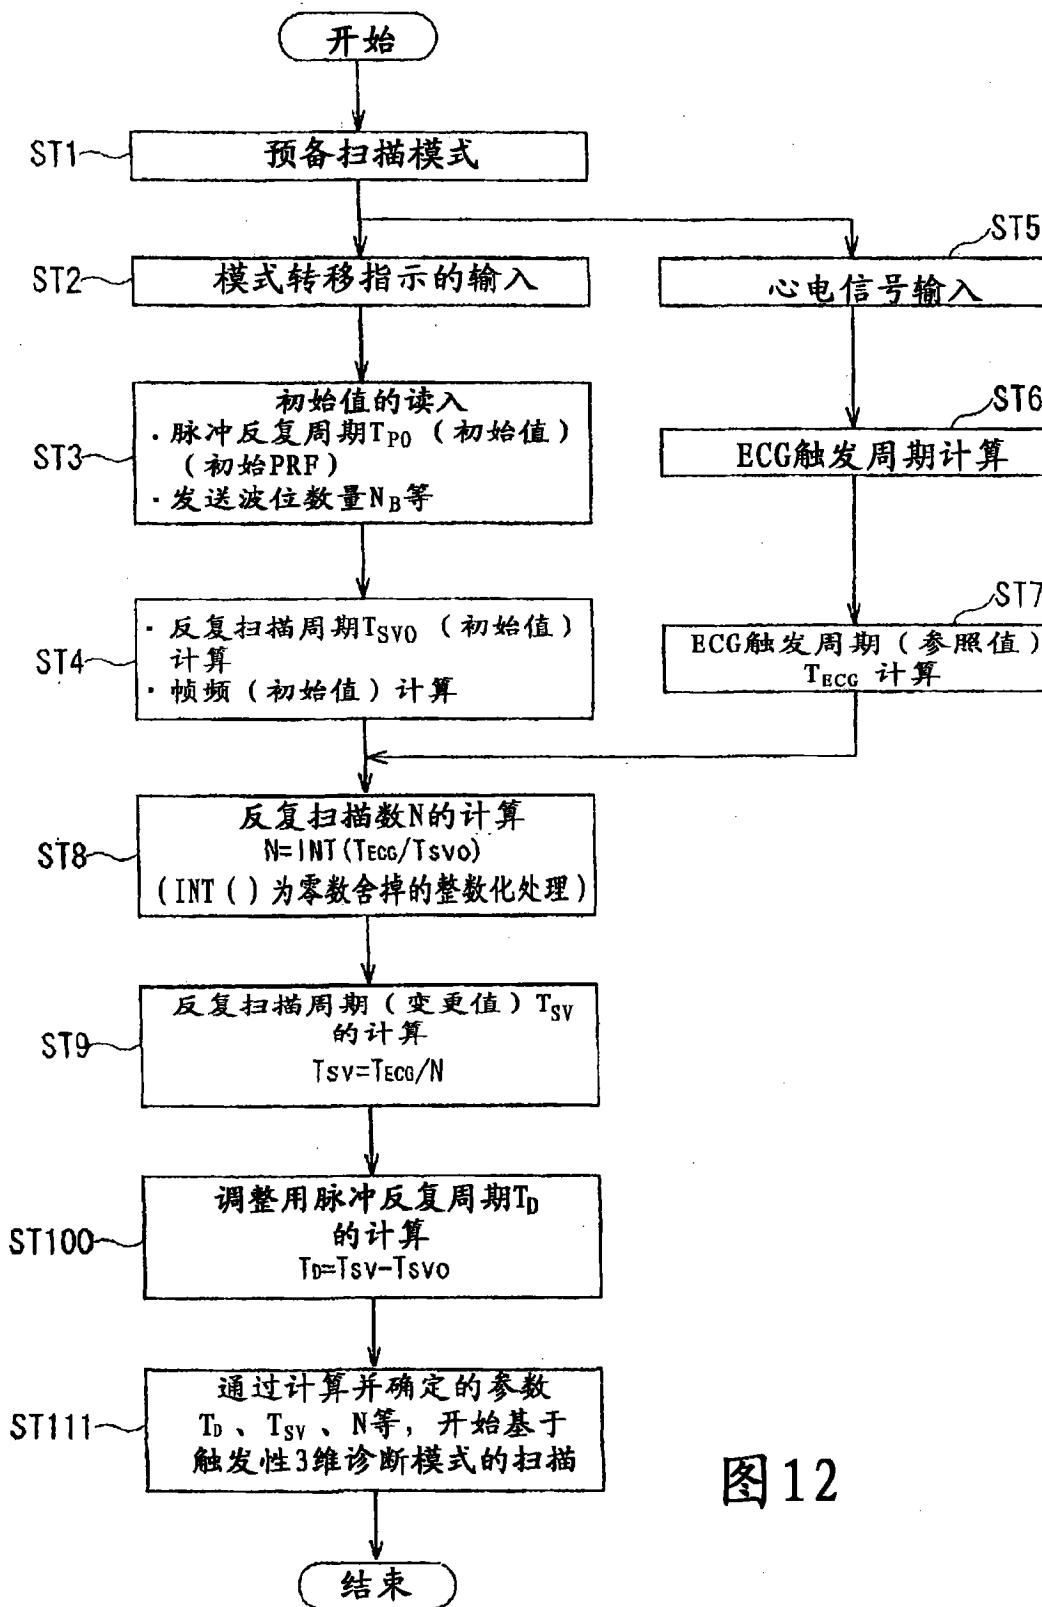 开始
ST1
预备扫描模式
ST2
模式转移指示的输入
ST5
心电信号输入
ST3
初始值的读入
·脉冲反复周期TP0（初始值）
（初始PRF）
·发送波位数量NB等
ST6
ECG触发周期计算
ST4
·反复扫描周期TSV0（初始值）
计算
·帧频（初始值）计算
ST7
ECG触发周期（参照值）
TECG 计算
ST8
反复扫描数N的计算
N=INT(TECG/TSV0)
（INT（）为零数舍掉的整数化处理）
ST9
反复扫描周期（变更值）TSV
的计算
TSV=TECG/N
ST100
调整用脉冲反复周期TD
的计算
TD=TSV-TSV0
ST111
通过计算并确定的参数
TD、TSV、N等，开始基于
触发性3维诊断模式的扫描
结束
图12